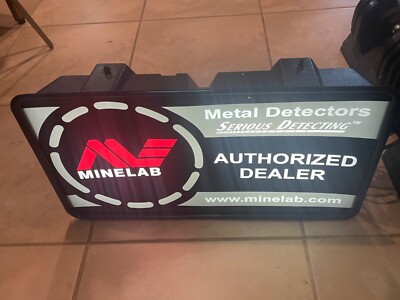 Metal Detectors
SERIOUS DETECTING™
MINELAB
AUTHORIZED
DEALER
www.minelab.com